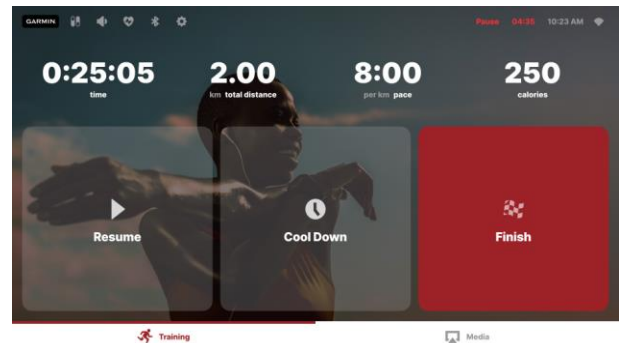 GARMIN
Pause 04:35 10:23 AM
0:25:05 2.00 8:00 250
time km total distance per km pace calories
Resume Cool Down Finish
Training Media